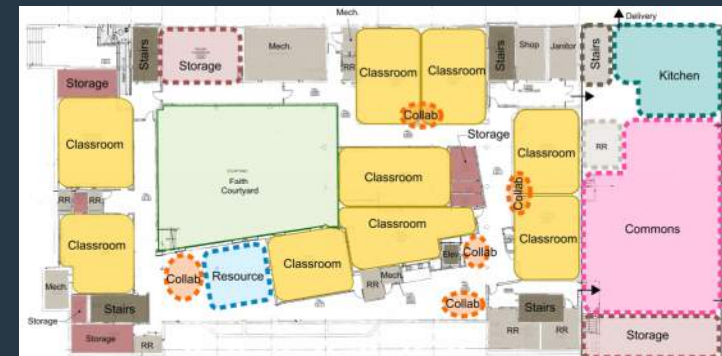 Mech.
Delivery
Stairs
Storage
Mech.
RR
Classroom
Classroom
Stairs
Shop
Janitor
Stairs
Kitchen
Storage
Collab
Storage
Classroom
Faith
Courtyard
Classroom
Classroom
RR
Collab
Commons
RR
RR
Classroom
Classroom
Classroom
Elev
Collab
Collab
Resource
Classroom
RR
Mech.
Mech.
Collab
Storage
Stairs
Stairs
Storage
RR
RR
RR
Storage